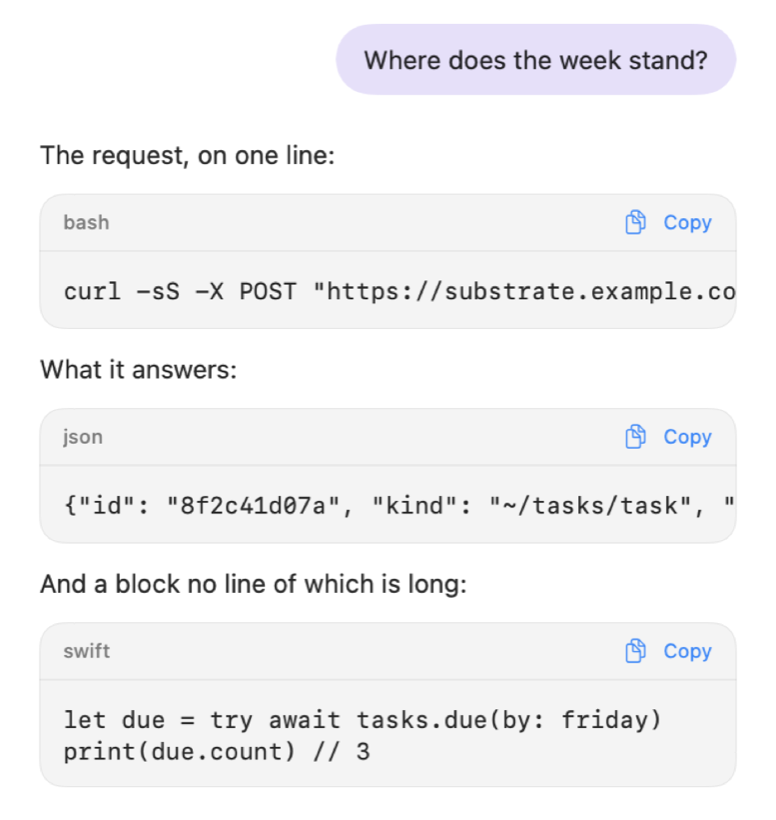 Where does the week stand?
The request, on one line:
bash
Copy
curl -sS -X POST "https://substrate.example.co
What it answers:
json
Copy
{"id": "8f2c41d07a", "kind": "~/tasks/task", "
And a block no line of which is long:
swift
Copy
let due = try await tasks.due(by: friday)
print(due.count) // 3